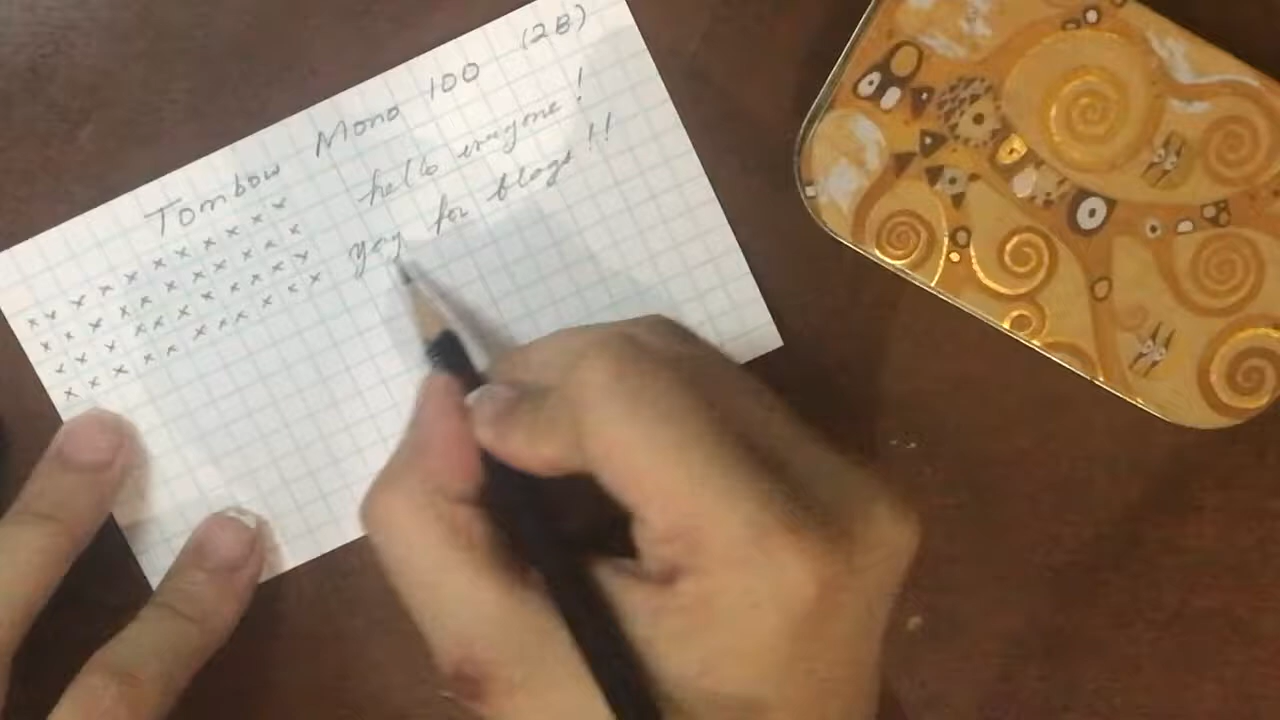 Tombow Mono 100 (2B)
x x x x x x x x x x
hello everyone!
x x x x x x x x x x
yay for blogs!!
x x x x x x x x x x
x x x x x x x x x x x